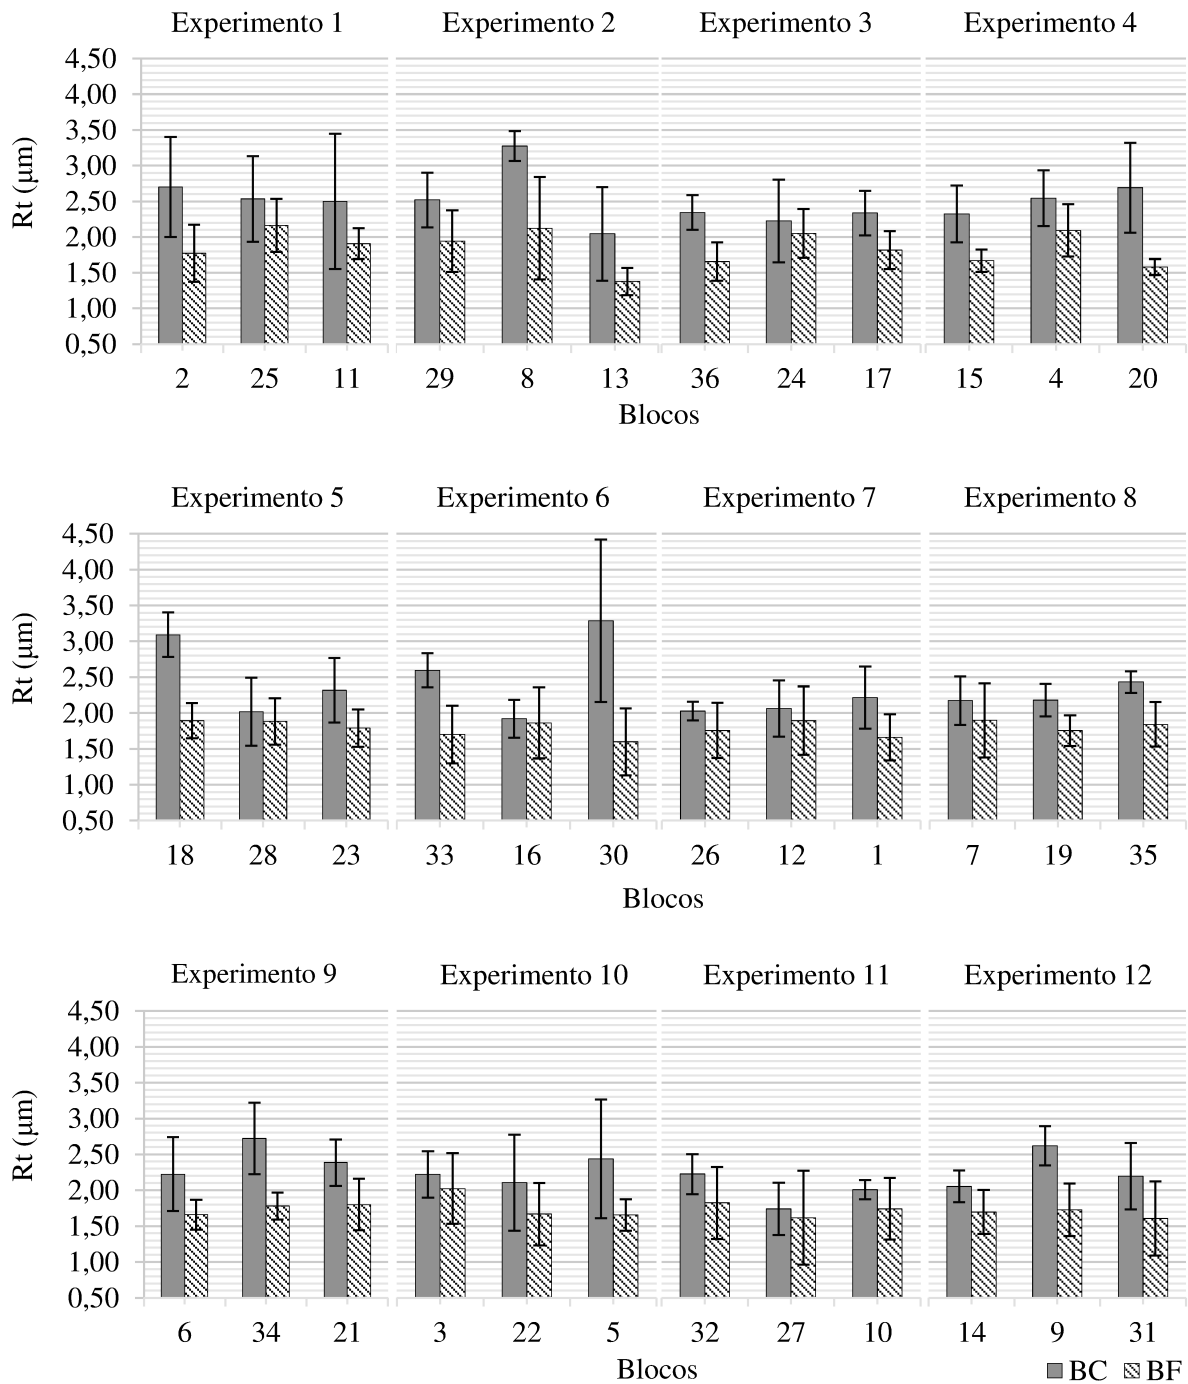 Experimento 1 Experimento 2 Experimento 3 Experimento 4
4,50
4,00
3,50
3,00
2,50
2,00
1,50
1,00
0,50
Rt (µm)
2 25 11 29 8 13 36 24 17 15 4 20
Blocos
Experimento 5 Experimento 6 Experimento 7 Experimento 8
4,50
4,00
3,50
3,00
2,50
2,00
1,50
1,00
0,50
Rt (µm)
18 28 23 33 16 30 26 12 1 7 19 35
Blocos
Experimento 9 Experimento 10 Experimento 11 Experimento 12
4,50
4,00
3,50
3,00
2,50
2,00
1,50
1,00
0,50
Rt (µm)
6 34 21 3 22 5 32 27 10 14 9 31
Blocos
BC BF